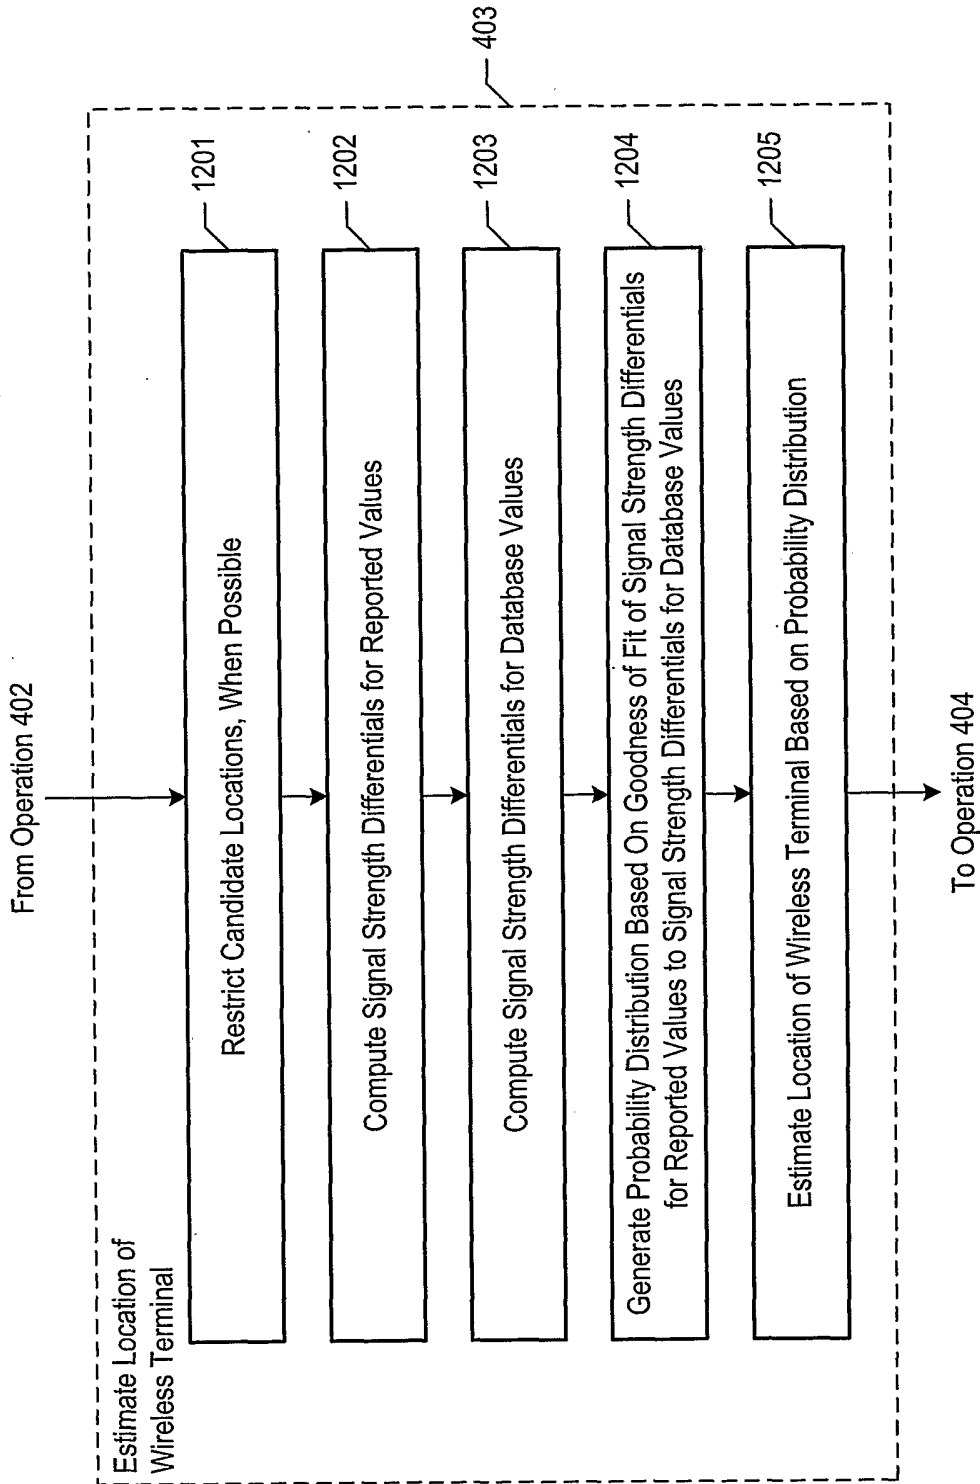 From Operation 402
Estimate Location of
Wireless Terminal
403
1201
Restrict Candidate Locations, When Possible
1202
Compute Signal Strength Differentials for Reported Values
1203
Compute Signal Strength Differentials for Database Values
1204
Generate Probability Distribution Based On Goodness of Fit of Signal Strength Differentials
for Reported Values to Signal Strength Differentials for Database Values
1205
Estimate Location of Wireless Terminal Based on Probability Distribution
To Operation 404